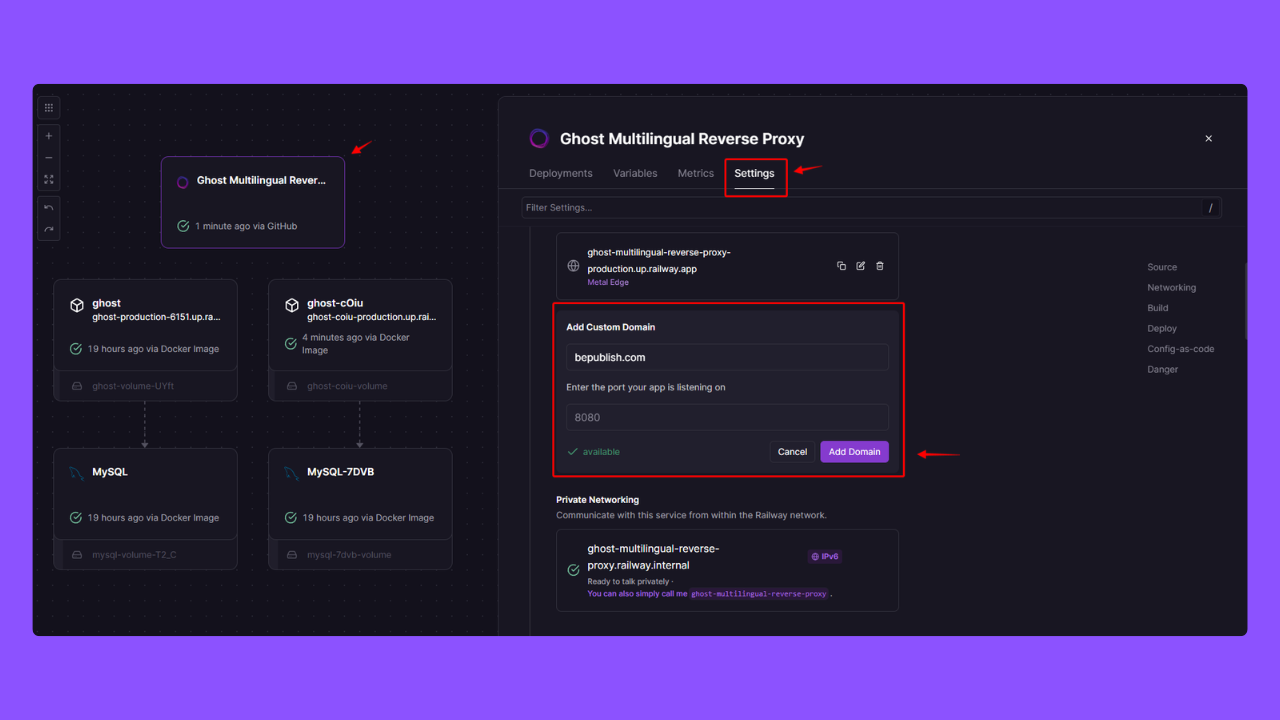 Ghost Multilingual Rever...
1 minute ago via GitHub
ghost
ghost-production-6151.up.ra...
19 hours ago via Docker Image
ghost-volume-UYft
ghost-cOiu
ghost-coiu-production.up.rai...
4 minutes ago via Docker
Image
ghost-coiu-volume
MySQL
19 hours ago via Docker Image
mysql-volume-T2_C
MySQL-7DVB
19 hours ago via Docker Image
mysql-7dvb-volume
Ghost Multilingual Reverse Proxy
Deployments Variables Metrics Settings
Filter Settings... /
ghost-multilingual-reverse-proxy-
production.up.railway.app
Metal Edge
Add Custom Domain
bepublish.com
Enter the port your app is listening on
8080
available
Cancel Add Domain
Private Networking
Communicate with this service from within the Railway network.
ghost-multilingual-reverse-
proxy.railway.internal
IPv6
Ready to talk privately ·
You can also simply call me ghost-multilingual-reverse-proxy .
Source
Networking
Build
Deploy
Config-as-code
Danger